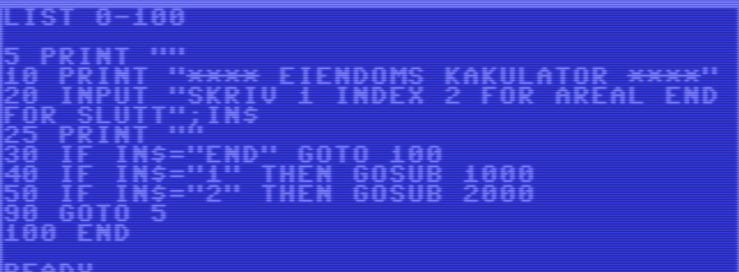 LIST 0-100
5 PRINT ""
10 PRINT "**** EIENDOMS KAKULATOR ****"
20 INPUT "SKRIV 1 INDEX 2 FOR AREAL END
FOR SLUTT";IN$
25 PRINT ""
30 IF IN$="END" GOTO 100
40 IF IN$="1" THEN GOSUB 1000
50 IF IN$="2" THEN GOSUB 2000
90 GOTO 5
100 END
READY